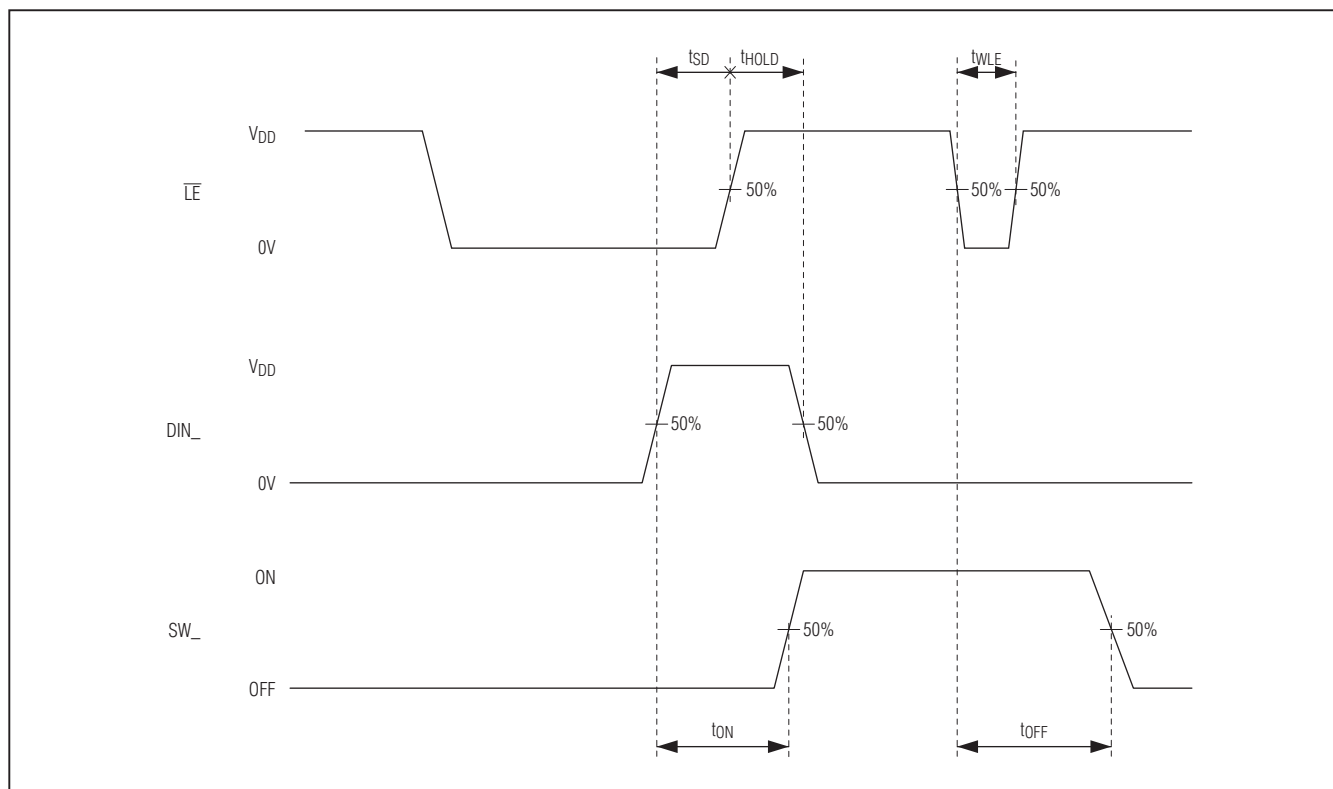 tSD tHOLD tWLE
VDD
LE
50% 50% 50%
0V
VDD
DIN_
50% 50%
0V
ON
SW_
50% 50%
OFF
tON tOFF